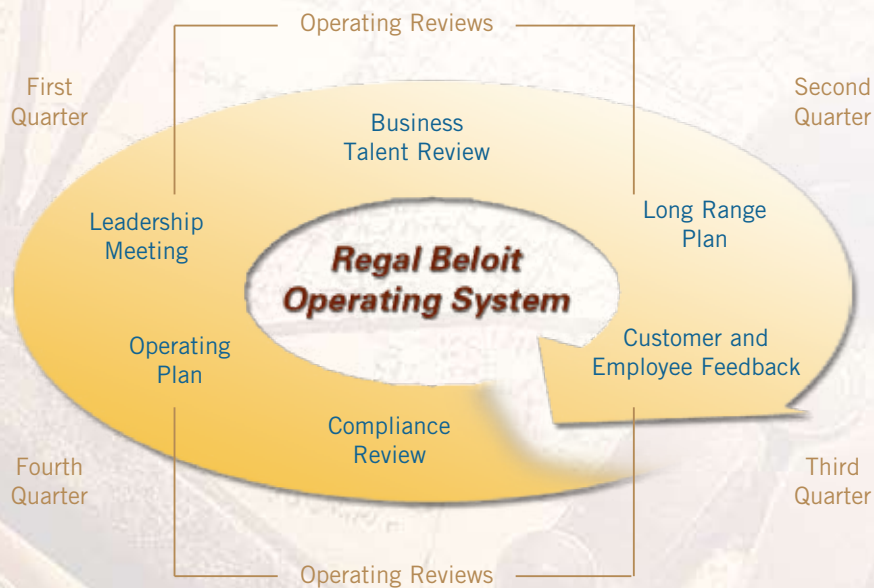 Operating Reviews
First
Quarter
Second
Quarter
Business
Talent Review
Leadership
Meeting
Long Range
Plan
Regal Beloit
Operating System
Operating
Plan
Customer and
Employee Feedback
Compliance
Review
Fourth
Quarter
Third
Quarter
Operating Reviews